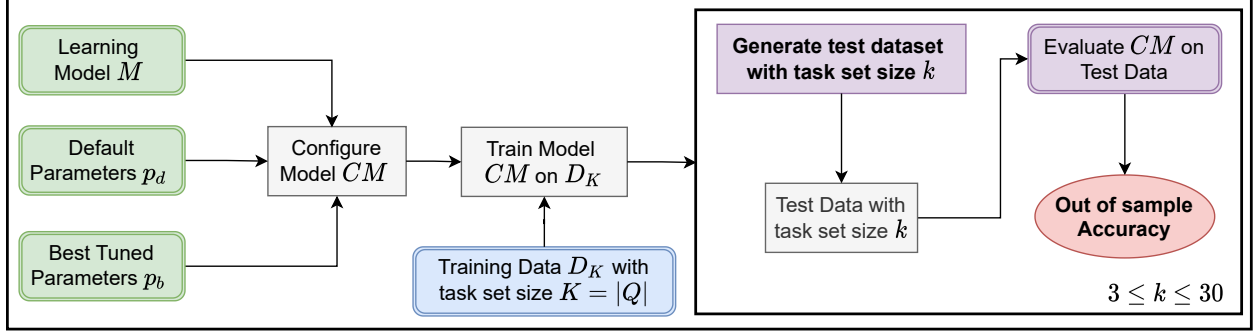 Learning
Model M
Default
Parameters p_d
Best Tuned
Parameters p_b
Configure
Model CM
Train Model
CM on D_K
Training Data D_K with
task set size K = |Q|
Generate test dataset
with task set size k
Test Data with
task set size k
Evaluate CM on
Test Data
Out of sample
Accuracy
3 ≤ k ≤ 30